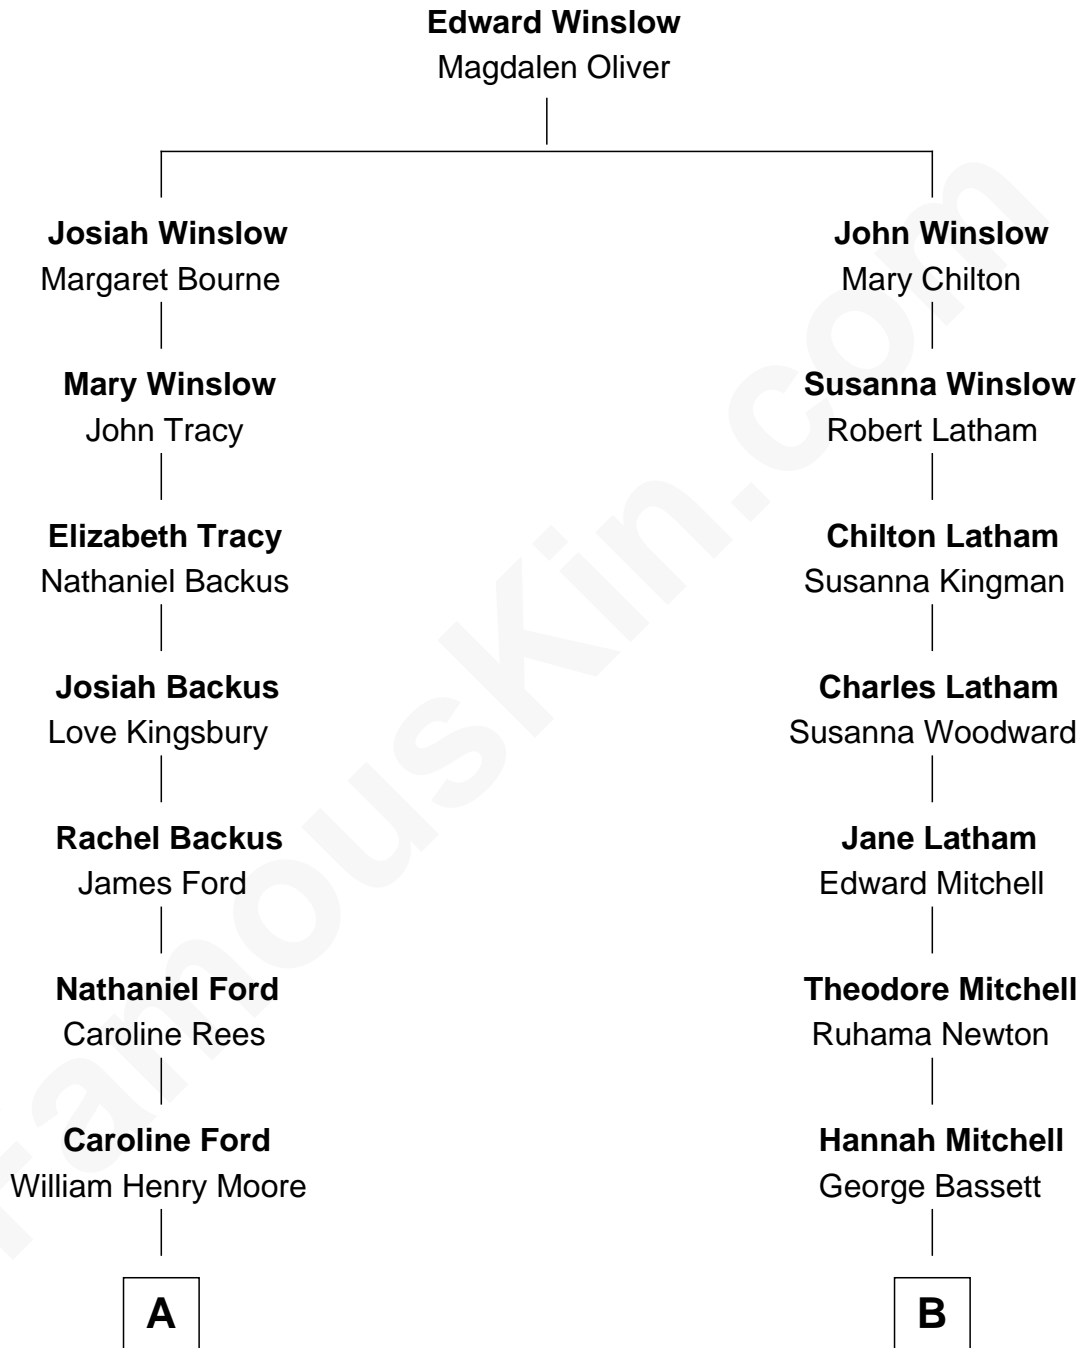 Edward Winslow
Magdalen Oliver
Josiah Winslow
Margaret Bourne
Mary Winslow
John Tracy
Elizabeth Tracy
Nathaniel Backus
Josiah Backus
Love Kingsbury
Rachel Backus
James Ford
Nathaniel Ford
Caroline Rees
Caroline Ford
William Henry Moore
A
John Winslow
Mary Chilton
Susanna Winslow
Robert Latham
Chilton Latham
Susanna Kingman
Charles Latham
Susanna Woodward
Jane Latham
Edward Mitchell
Theodore Mitchell
Ruhama Newton
Hannah Mitchell
George Bassett
B
FamousKin.com